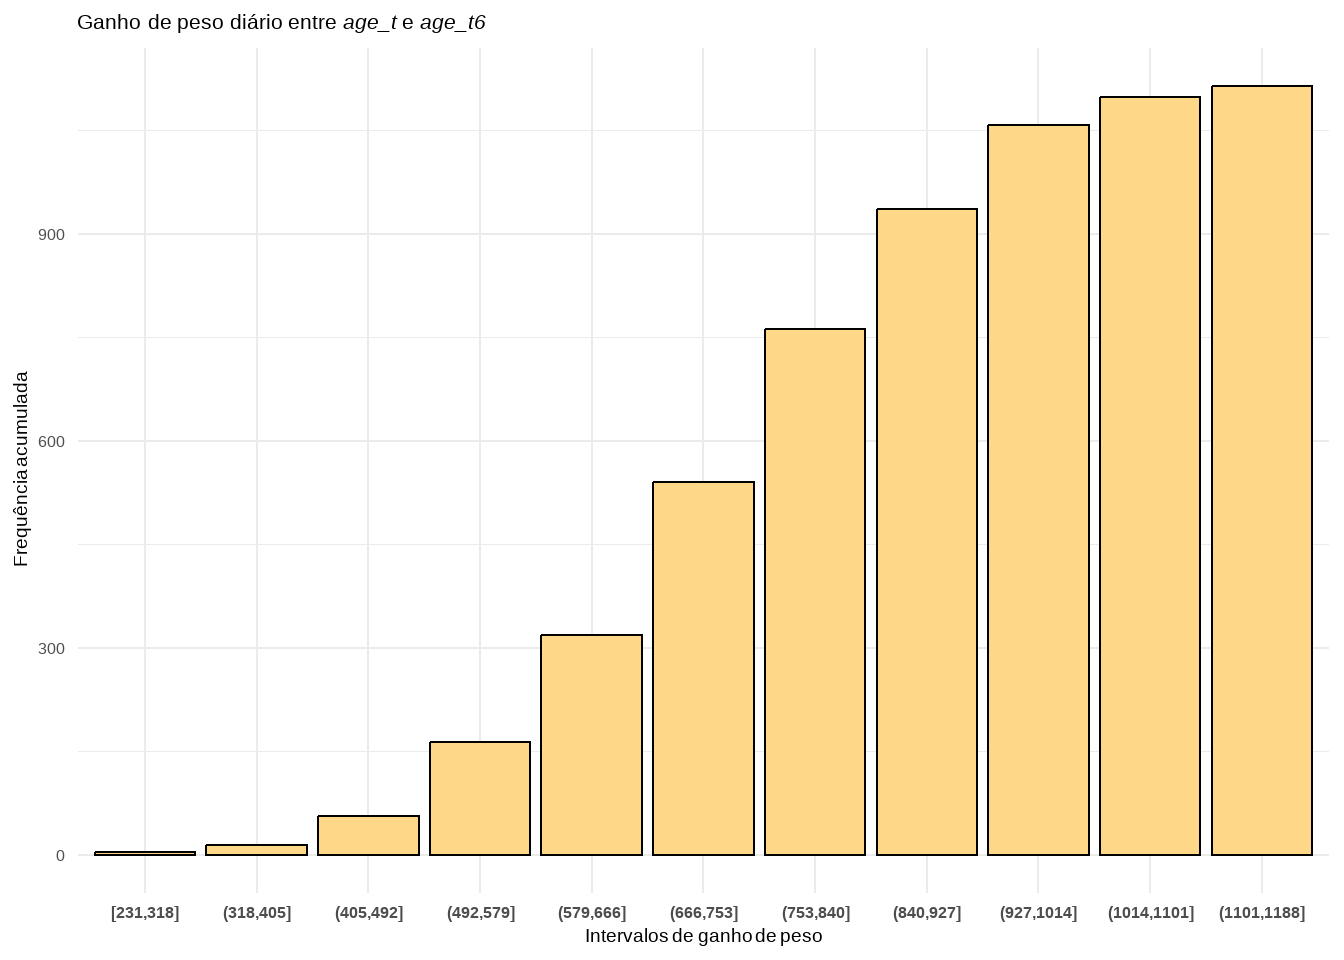 Ganho de peso diário entre age_t e age_t6
Frequência acumulada
900
600
300
0
[231,318] (318,405] (405,492] (492,579] (579,666] (666,753] (753,840] (840,927] (927,1014] (1014,1101] (1101,1188]
Intervalos de ganho de peso